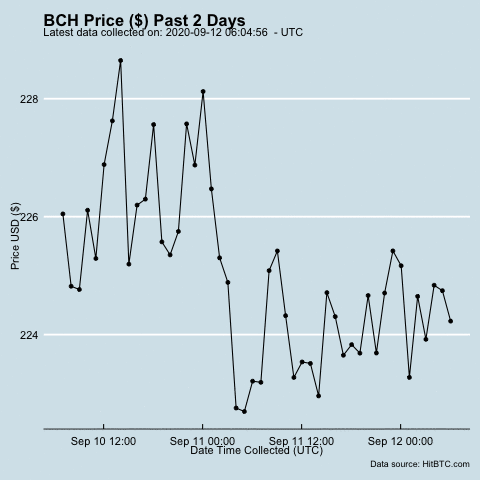 BCH Price ($) Past 2 Days
Latest data collected on: 2020-09-12 06:04:56 - UTC
228
226
224
Price USD ($)
Sep 10 12:00
Sep 11 00:00
Sep 11 12:00
Sep 12 00:00
Date Time Collected (UTC)
Data source: HitBTC.com